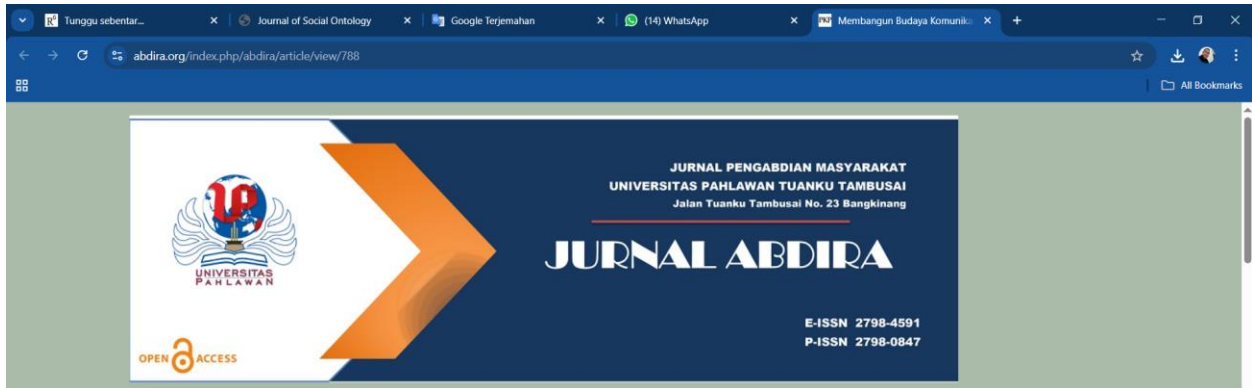 Tunggu sebentar...
Journal of Social Ontology
Google Terjemahan
(14) WhatsApp
Membangun Budaya Komunika
abdira.org/index.php/abdira/article/view/788
All Bookmarks
JURNAL PENGABDIAN MASYARAKAT
UNIVERSITAS PAHLAWAN TUANKU TAMBUSAI
Jalan Tuanku Tambusai No. 23 Bangkinang
JURNAL ABDIRA
UP
UNIVERSITAS
PAHLAWAN
E-ISSN 2798-4591
P-ISSN 2798-0847
OPEN ACCESS